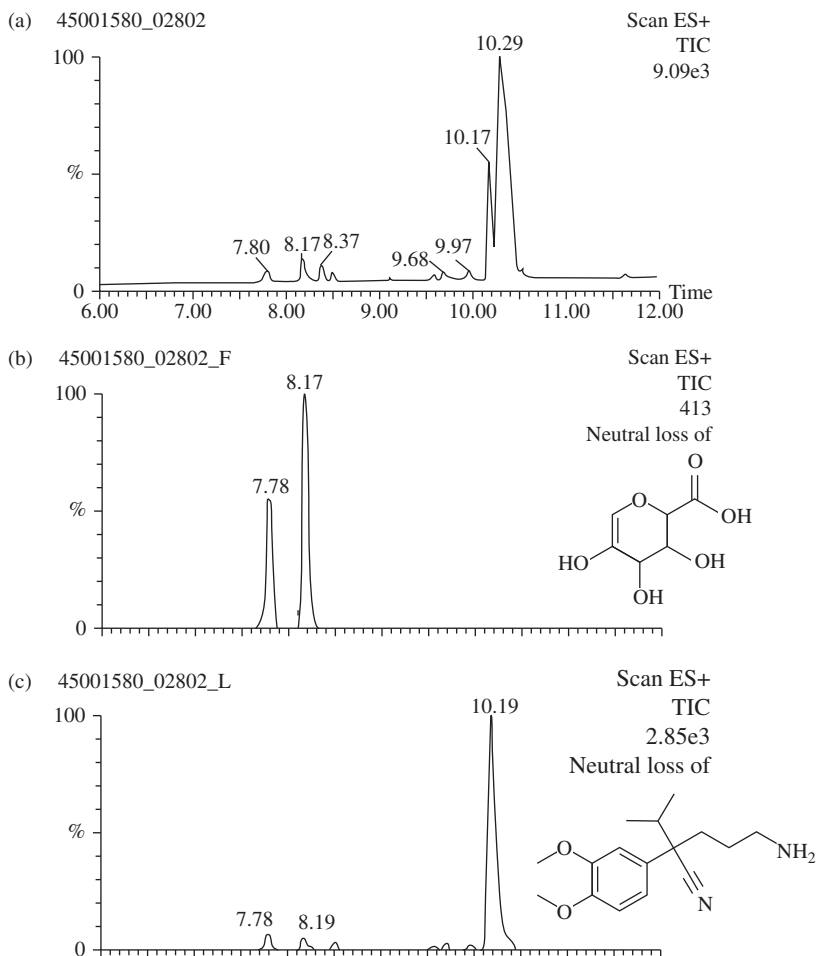 (a) 45001580_02802
Scan ES+
TIC
9.09e3
100
%
0
10.29
10.17
7.80
8.17
8.37
9.68
9.97
6.00
7.00
8.00
9.00
10.00
11.00
12.00
Time
(b) 45001580_02802_F
Scan ES+
TIC
413
Neutral loss of
100
%
0
7.78
8.17
O
O
OH
HO
OH
OH
(c) 45001580_02802_L
Scan ES+
TIC
2.85e3
Neutral loss of
100
%
0
7.78
8.19
10.19
O
O
NH2
N